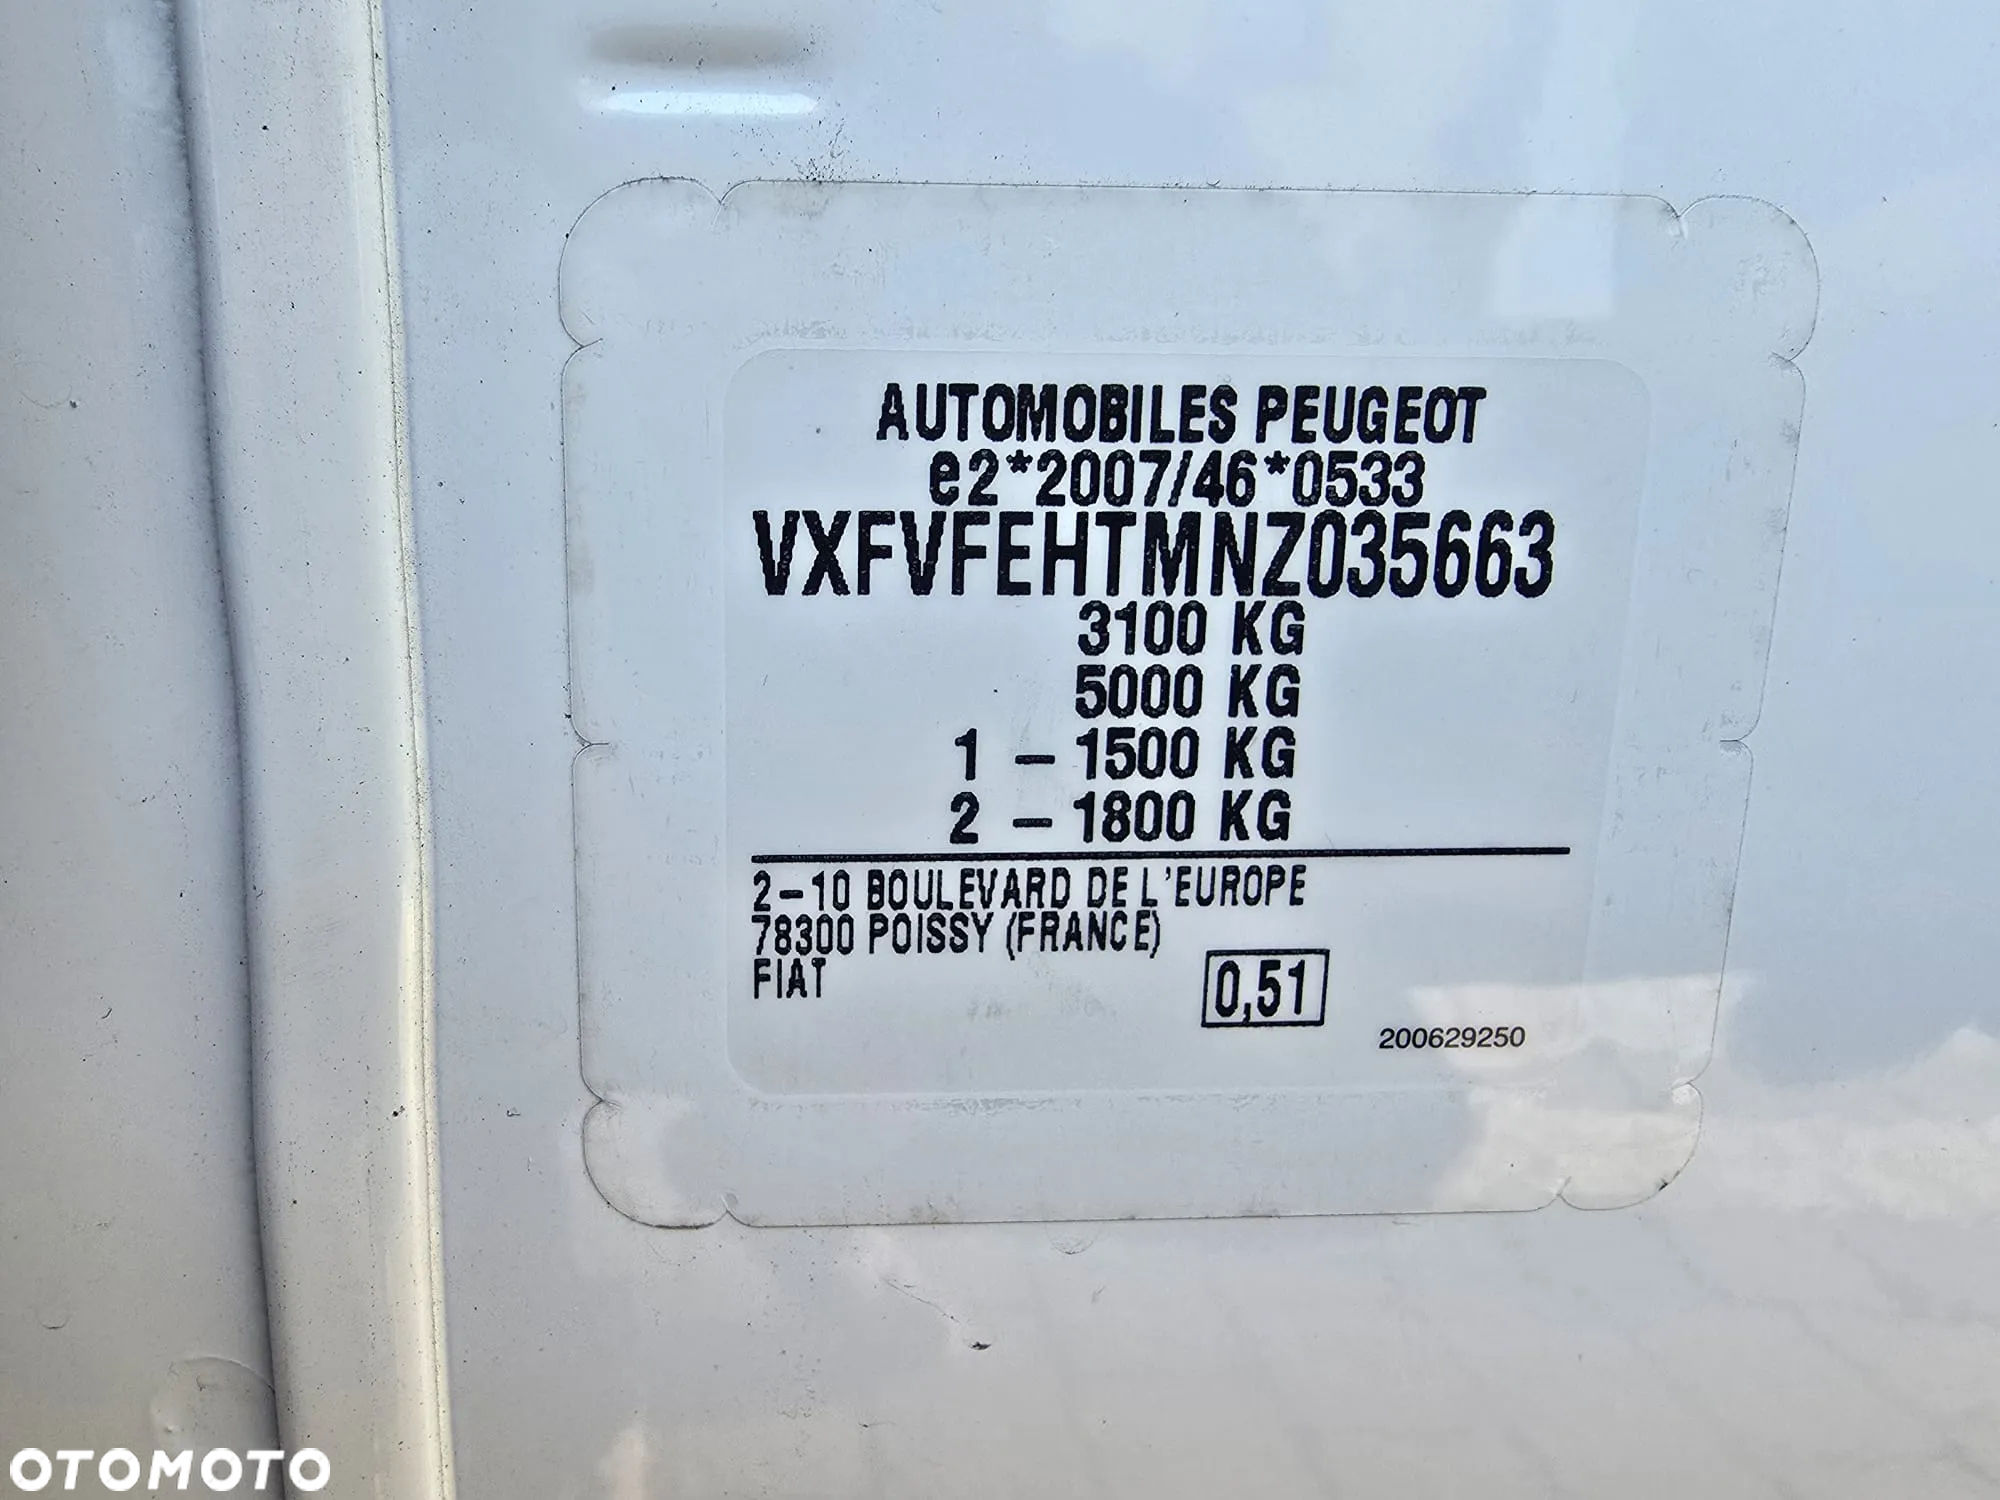 AUTOMOBILES PEUGEOT
e2*2007/46*0533
VXFVFEHTMNZ035663
3100 KG
5000 KG
1 - 1500 KG
2 - 1800 KG
2-10 BOULEVARD DE L'EUROPE
78300 POISSY (FRANCE)
FIAT
0,51
200629250
OTOMOTO